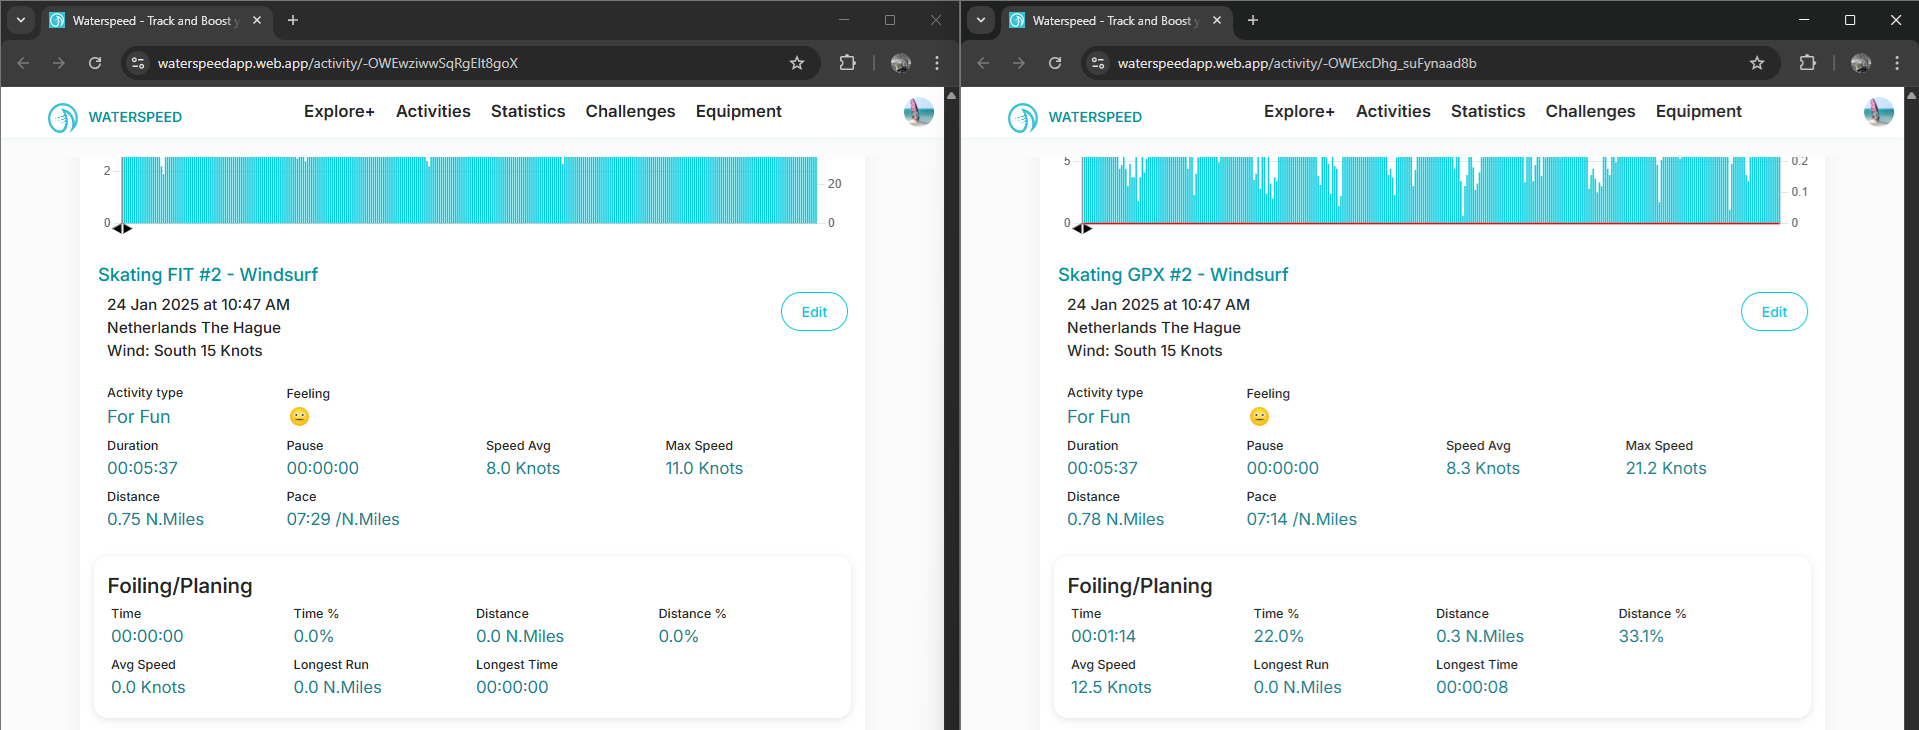 Waterspeed - Track and Boost y
waterspeedapp.web.app/activity/-OWEwziwwSqRgElt8goX
WATERSPEED
Explore+ Activities Statistics Challenges Equipment
2
20
0
0
Skating FIT #2 - Windsurf
24 Jan 2025 at 10:47 AM
Netherlands The Hague
Wind: South 15 Knots
Edit
Activity type Feeling
For Fun
Duration Pause Speed Avg Max Speed
00:05:37 00:00:00 8.0 Knots 11.0 Knots
Distance Pace
0.75 N.Miles 07:29 /N.Miles
Foiling/Planing
Time Time % Distance Distance %
00:00:00 0.0% 0.0 N.Miles 0.0%
Avg Speed Longest Run Longest Time
0.0 Knots 0.0 N.Miles 00:00:00
Waterspeed - Track and Boost y
waterspeedapp.web.app/activity/-OWExcDhg_suFynaad8b
WATERSPEED
Explore+ Activities Statistics Challenges Equipment
5
0.2
0.1
0
0
Skating GPX #2 - Windsurf
24 Jan 2025 at 10:47 AM
Netherlands The Hague
Wind: South 15 Knots
Edit
Activity type Feeling
For Fun
Duration Pause Speed Avg Max Speed
00:05:37 00:00:00 8.3 Knots 21.2 Knots
Distance Pace
0.78 N.Miles 07:14 /N.Miles
Foiling/Planing
Time Time % Distance Distance %
00:01:14 22.0% 0.3 N.Miles 33.1%
Avg Speed Longest Run Longest Time
12.5 Knots 0.0 N.Miles 00:00:08